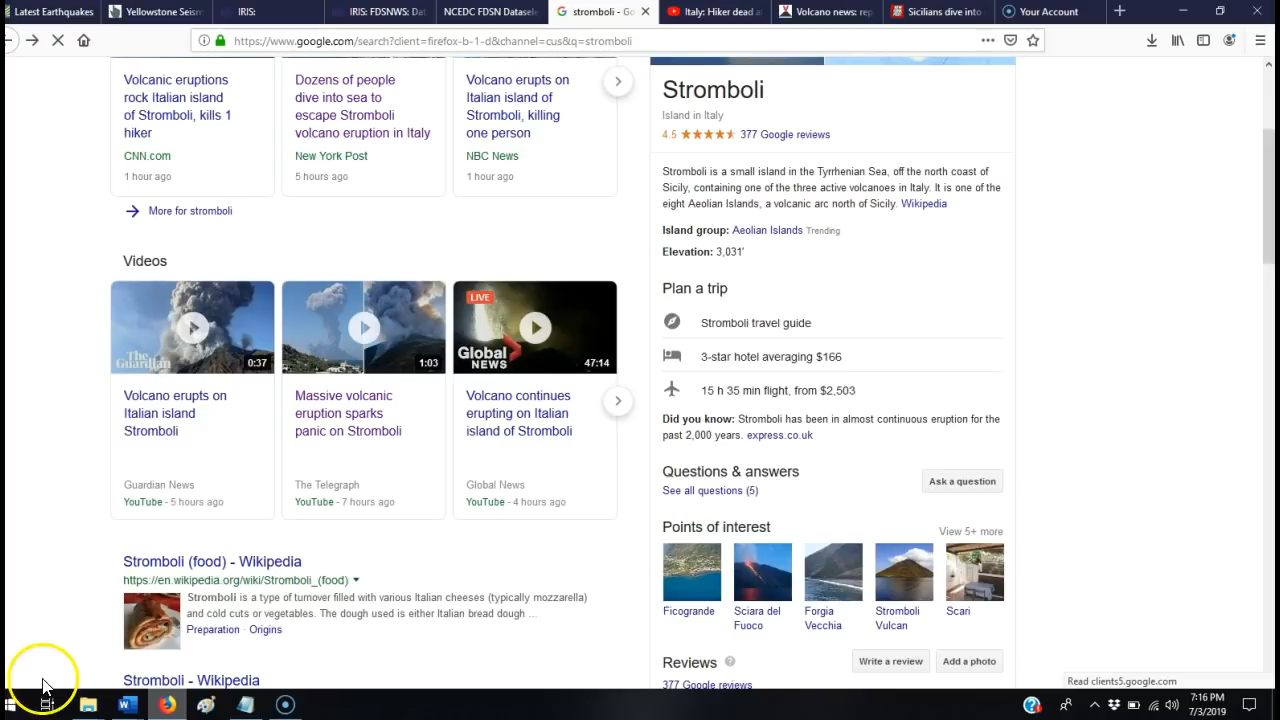 Latest Earthquakes
Yellowstone Seism
IRIS:
IRIS: FDSNWS: Dat
NCEDC FDSN Datasele
stromboli - Go
Italy: Hiker dead at
Volcano news: rep
Sicilians dive into
Your Account
https://www.google.com/search?client=firefox-b-1-d&channel=cus&q=stromboli
Volcanic eruptions
rock Italian island
of Stromboli, kills 1
hiker
CNN.com
1 hour ago
Dozens of people
dive into sea to
escape Stromboli
volcano eruption in Italy
New York Post
5 hours ago
Volcano erupts on
Italian island of
Stromboli, killing
one person
NBC News
1 hour ago
More for stromboli
Videos
The Guardian
0:37
1:03
LIVE
Global
NEWS
47:14
Volcano erupts on
Italian island
Stromboli
Guardian News
YouTube - 5 hours ago
Massive volcanic
eruption sparks
panic on Stromboli
The Telegraph
YouTube - 7 hours ago
Volcano continues
erupting on Italian
island of Stromboli
Global News
YouTube - 4 hours ago
Stromboli (food) - Wikipedia
https://en.wikipedia.org/wiki/Stromboli_(food)
Stromboli is a type of turnover filled with various Italian cheeses (typically mozzarella)
and cold cuts or vegetables. The dough used is either Italian bread dough ...
Preparation · Origins
Stromboli - Wikipedia
Stromboli
Island in Italy
4.5 377 Google reviews
Stromboli is a small island in the Tyrrhenian Sea, off the north coast of
Sicily, containing one of the three active volcanoes in Italy. It is one of the
eight Aeolian Islands, a volcanic arc north of Sicily. Wikipedia
Island group: Aeolian Islands Trending
Elevation: 3,031′
Plan a trip
Stromboli travel guide
3-star hotel averaging $166
15 h 35 min flight, from $2,503
Did you know: Stromboli has been in almost continuous eruption for the
past 2,000 years. express.co.uk
Questions & answers
See all questions (5)
Ask a question
Points of interest
View 5+ more
Ficogrande
Sciara del
Fuoco
Forgia
Vecchia
Stromboli
Vulcan
Scari
Reviews
Write a review
Add a photo
377 Google reviews
Read clients5.google.com
7:16 PM
7/3/2019